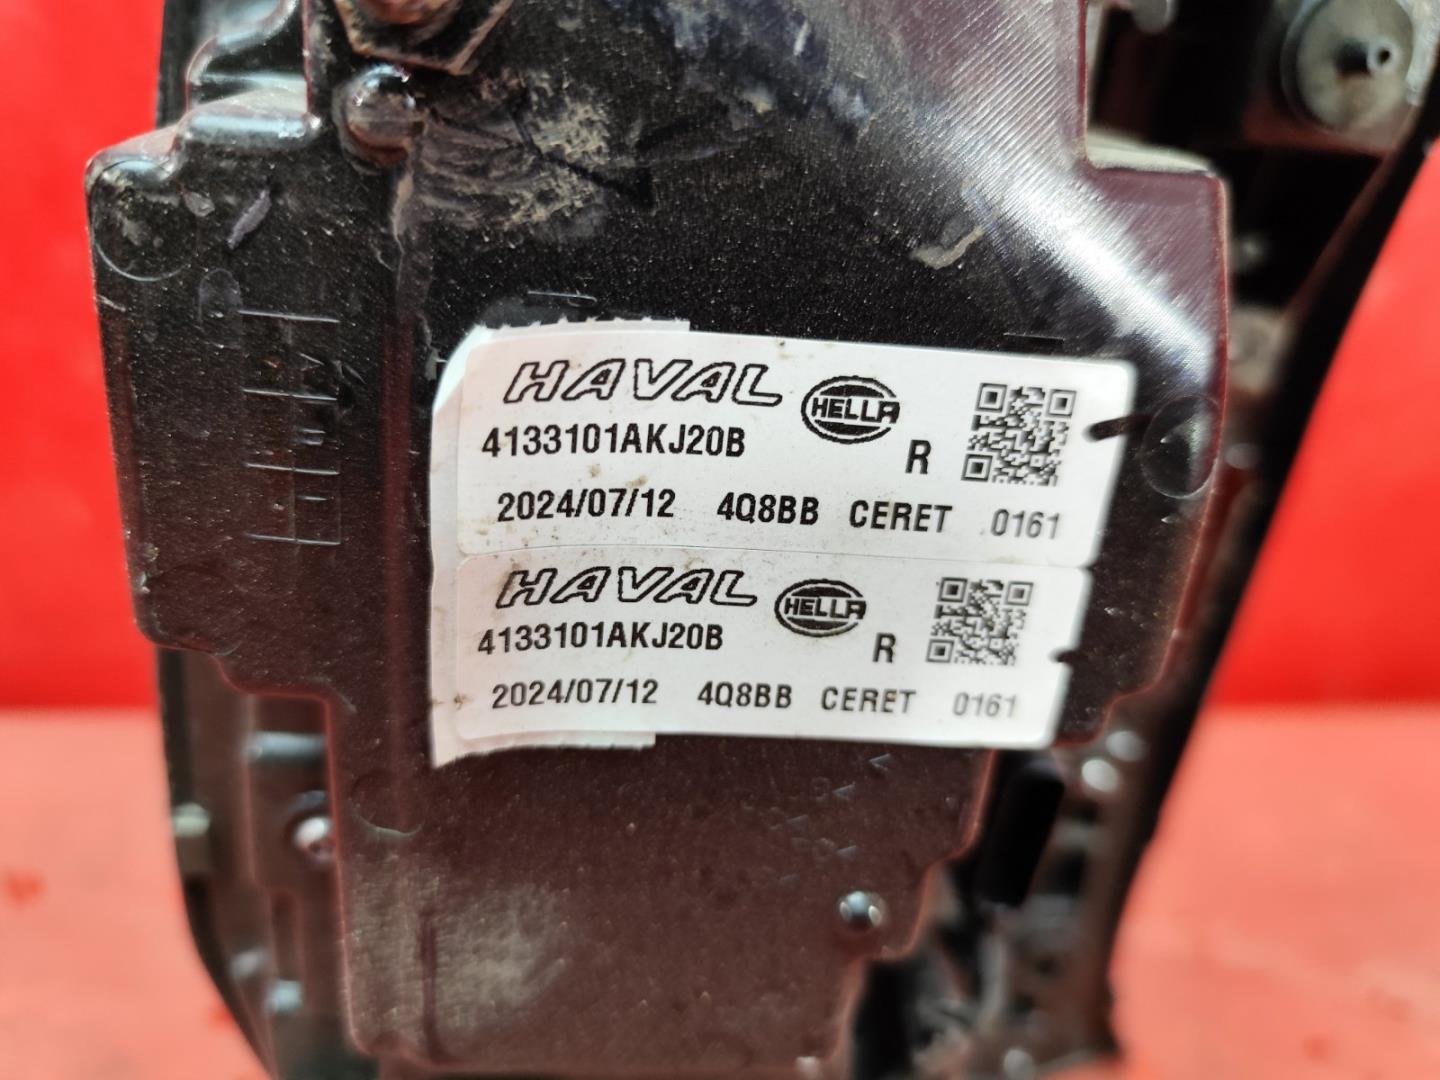 HAVAL HELLA
4133101AKJ20B R
2024/07/12 4Q8BB CERET 0161
HAVAL HELLA
4133101AKJ20B R
2024/07/12 4Q8BB CERET 0161